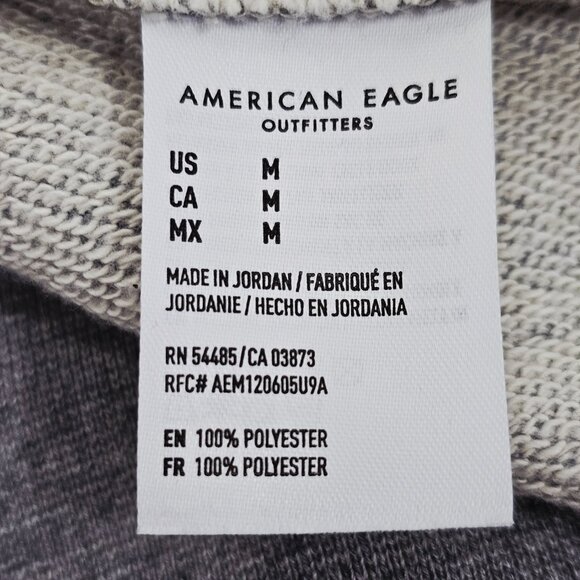 AMERICAN EAGLE
OUTFITTERS
US M
CA M
MX M
MADE IN JORDAN / FABRIQUÉ EN
JORDANIE / HECHO EN JORDANIA
RN 54485/CA 03873
RFC# AEM120605U9A
EN 100% POLYESTER
FR 100% POLYESTER